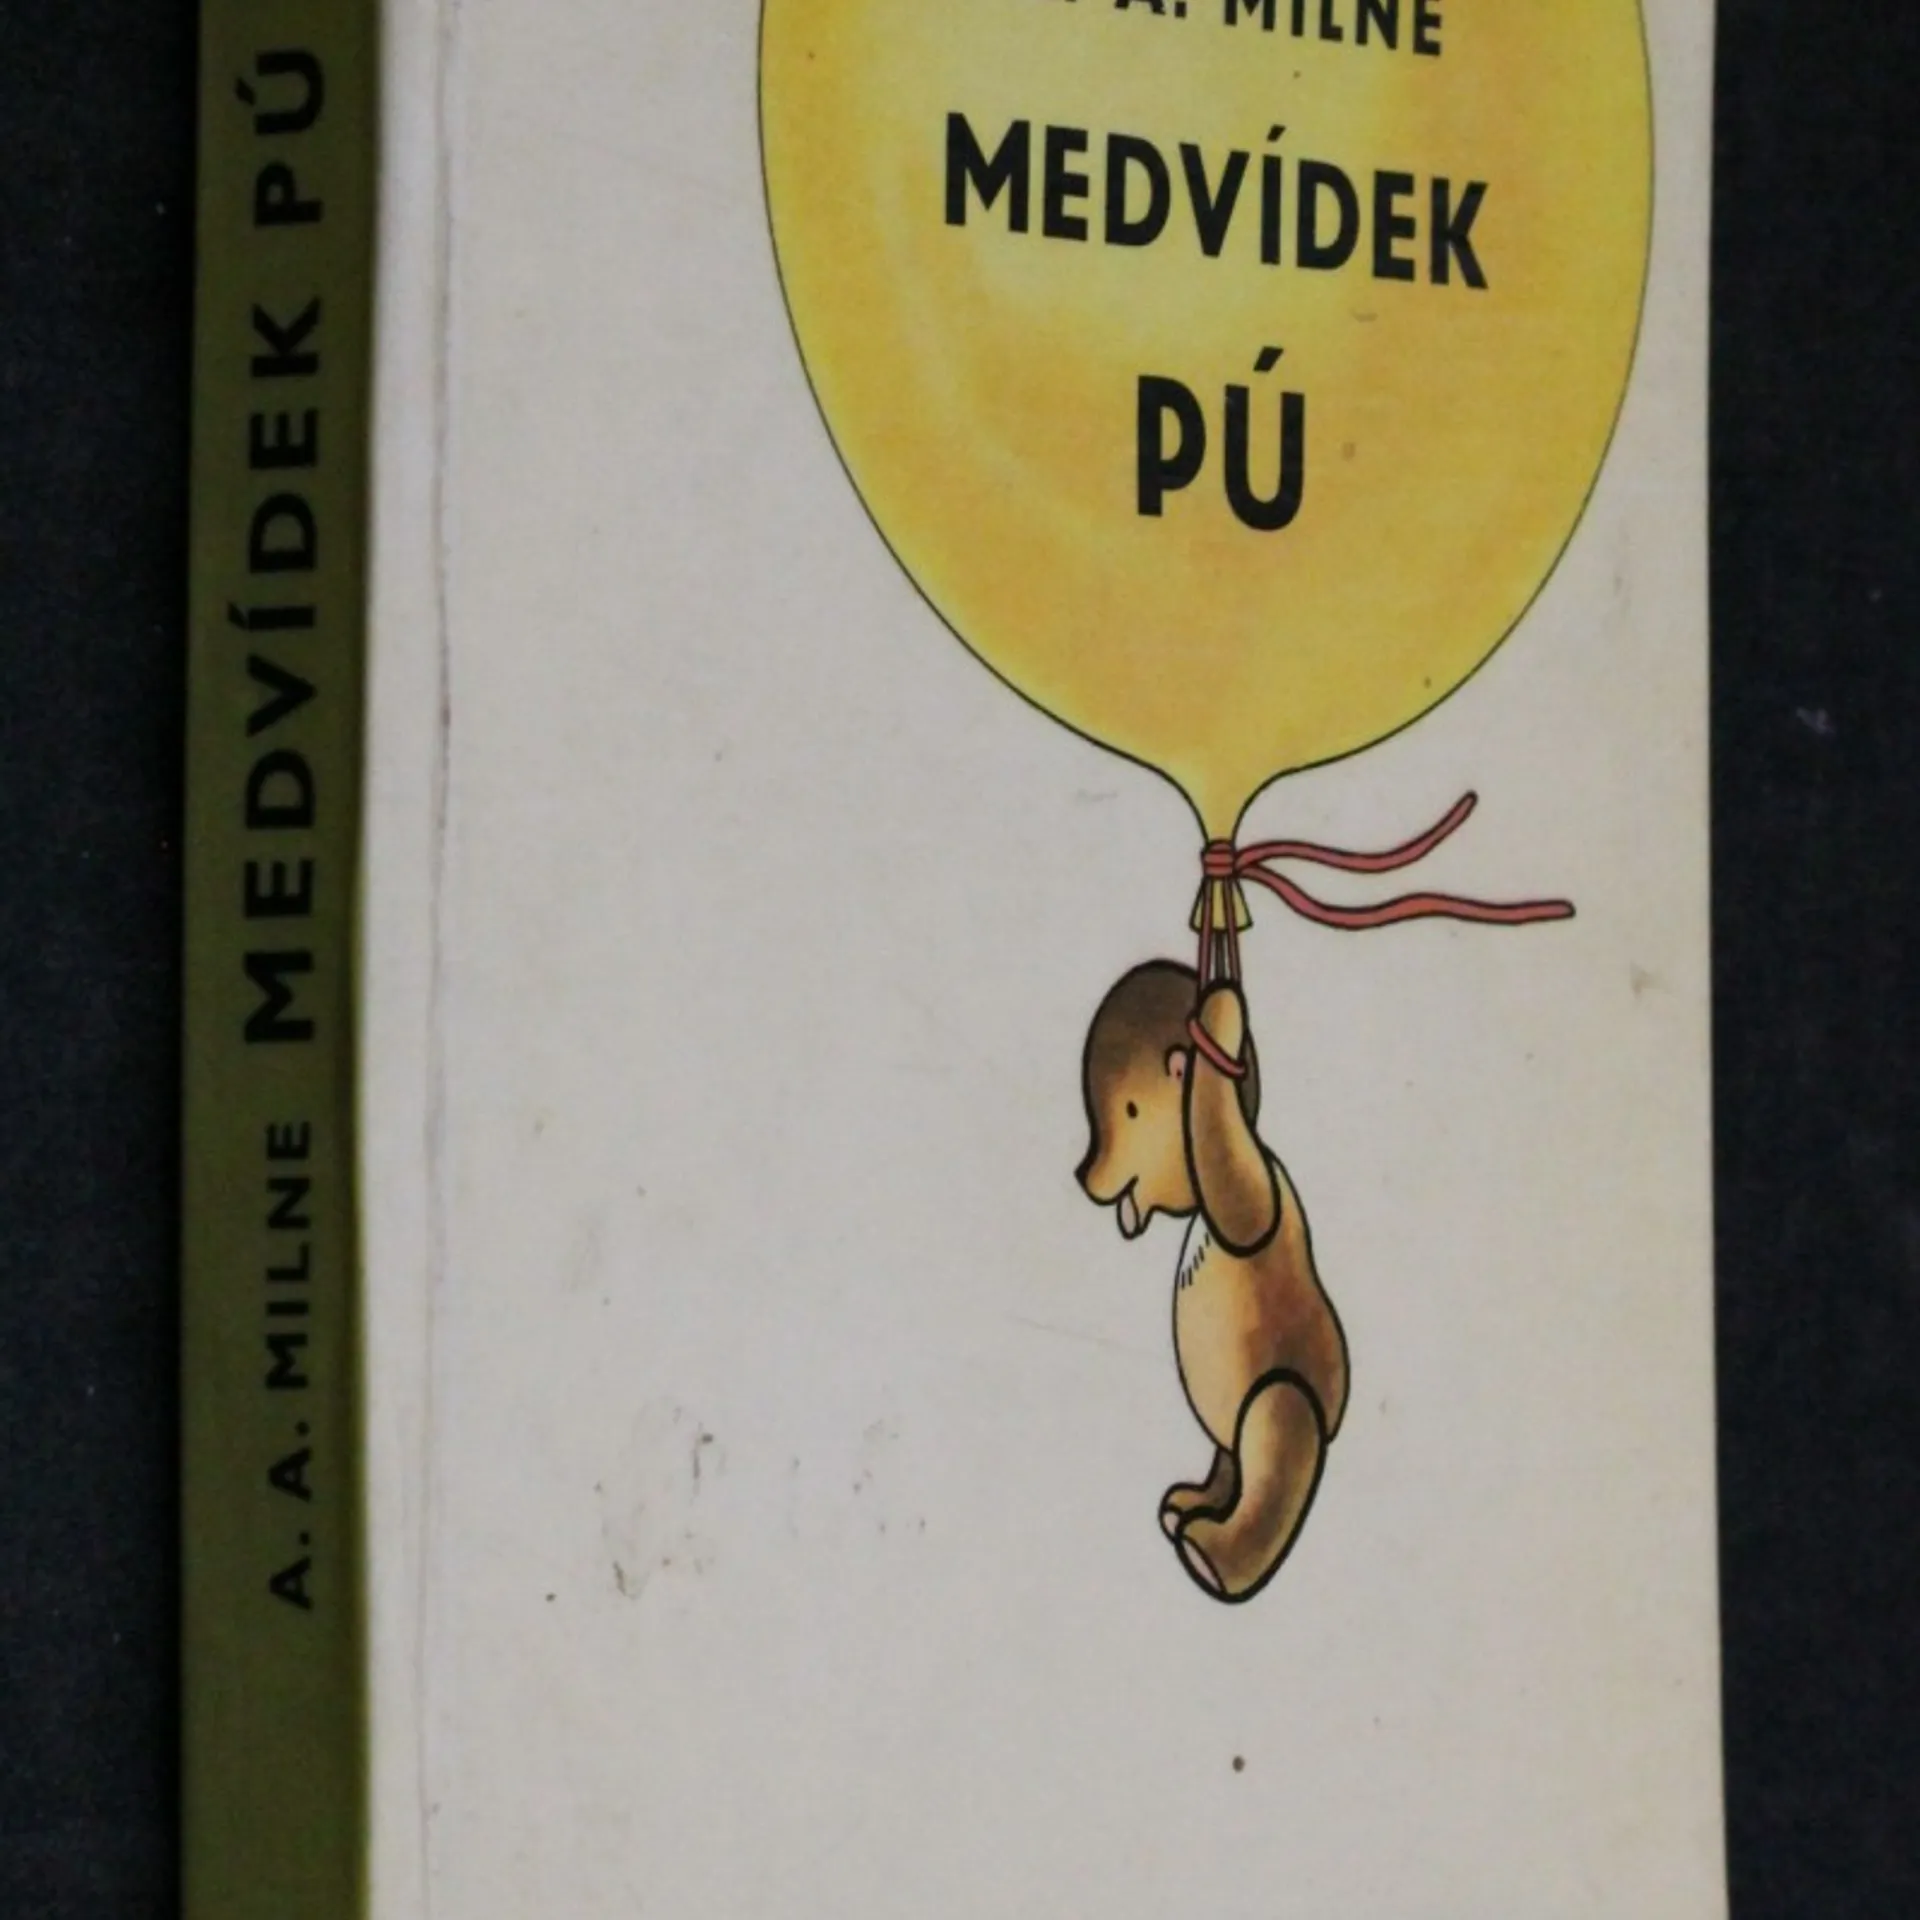 A. A. MILNE MEDVÍDEK PÚ
A. MILNE
MEDVÍDEK
PÚ